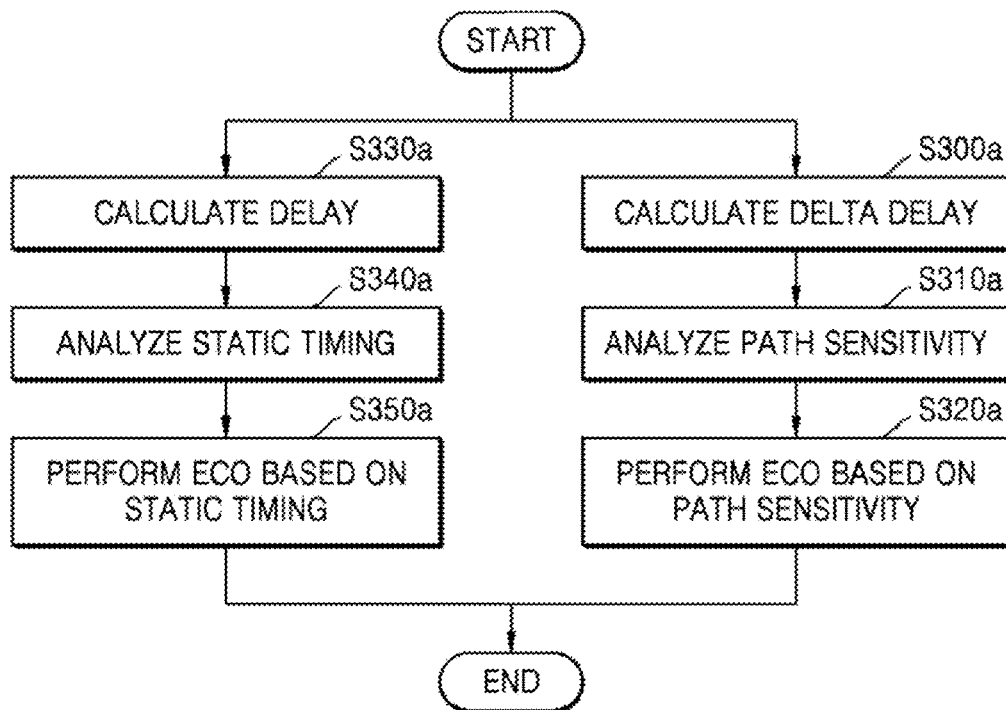 START
S330a
CALCULATE DELAY
S300a
CALCULATE DELTA DELAY
S340a
ANALYZE STATIC TIMING
S310a
ANALYZE PATH SENSITIVITY
S350a
PERFORM ECO BASED ON
STATIC TIMING
S320a
PERFORM ECO BASED ON
PATH SENSITIVITY
END